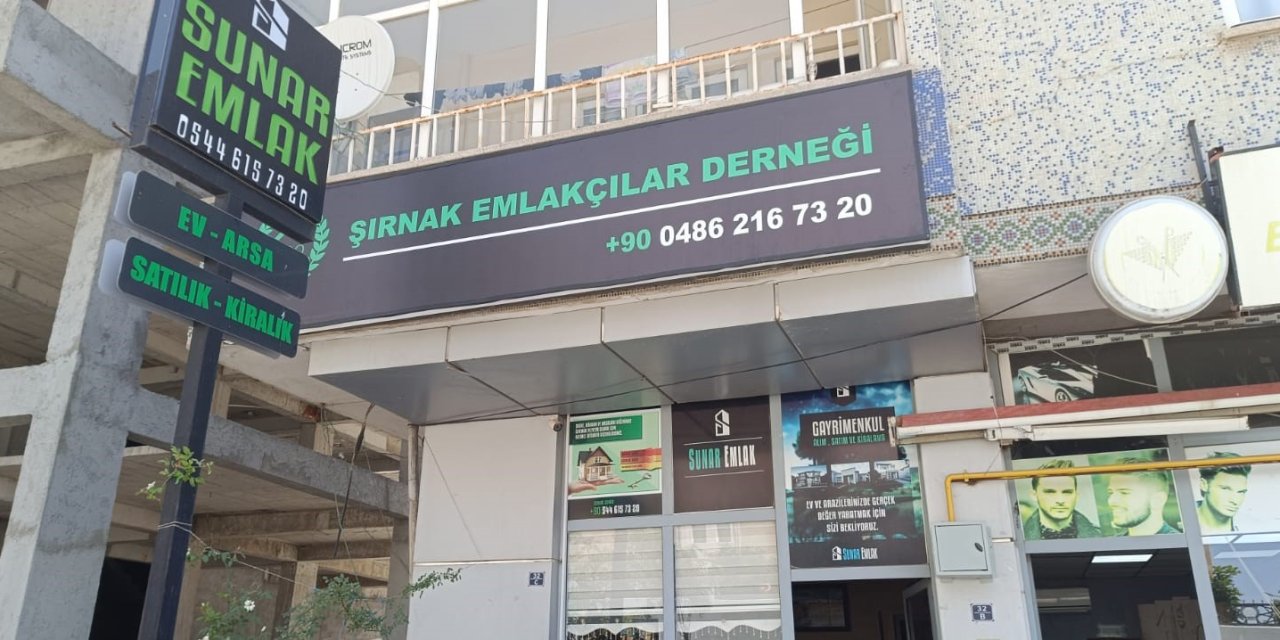 SUNAR
EMLAK
0544 615 73 20
EV - ARSA
SATILIK - KİRALIK
ŞIRNAK EMLAKÇILAR DERNEĞİ
+90 0486 216 73 20
SUNAR EMLAK
GAYRİMENKUL
ALIM, SATIM VE KİRALAMA
EV VE ARAZİLERİNİZDE GERÇEK
DEĞER YARATMAK İÇİN
SİZİ BEKLİYORUZ.
SUNAR EMLAK
+90 544 615 73 20
32
C
32
B